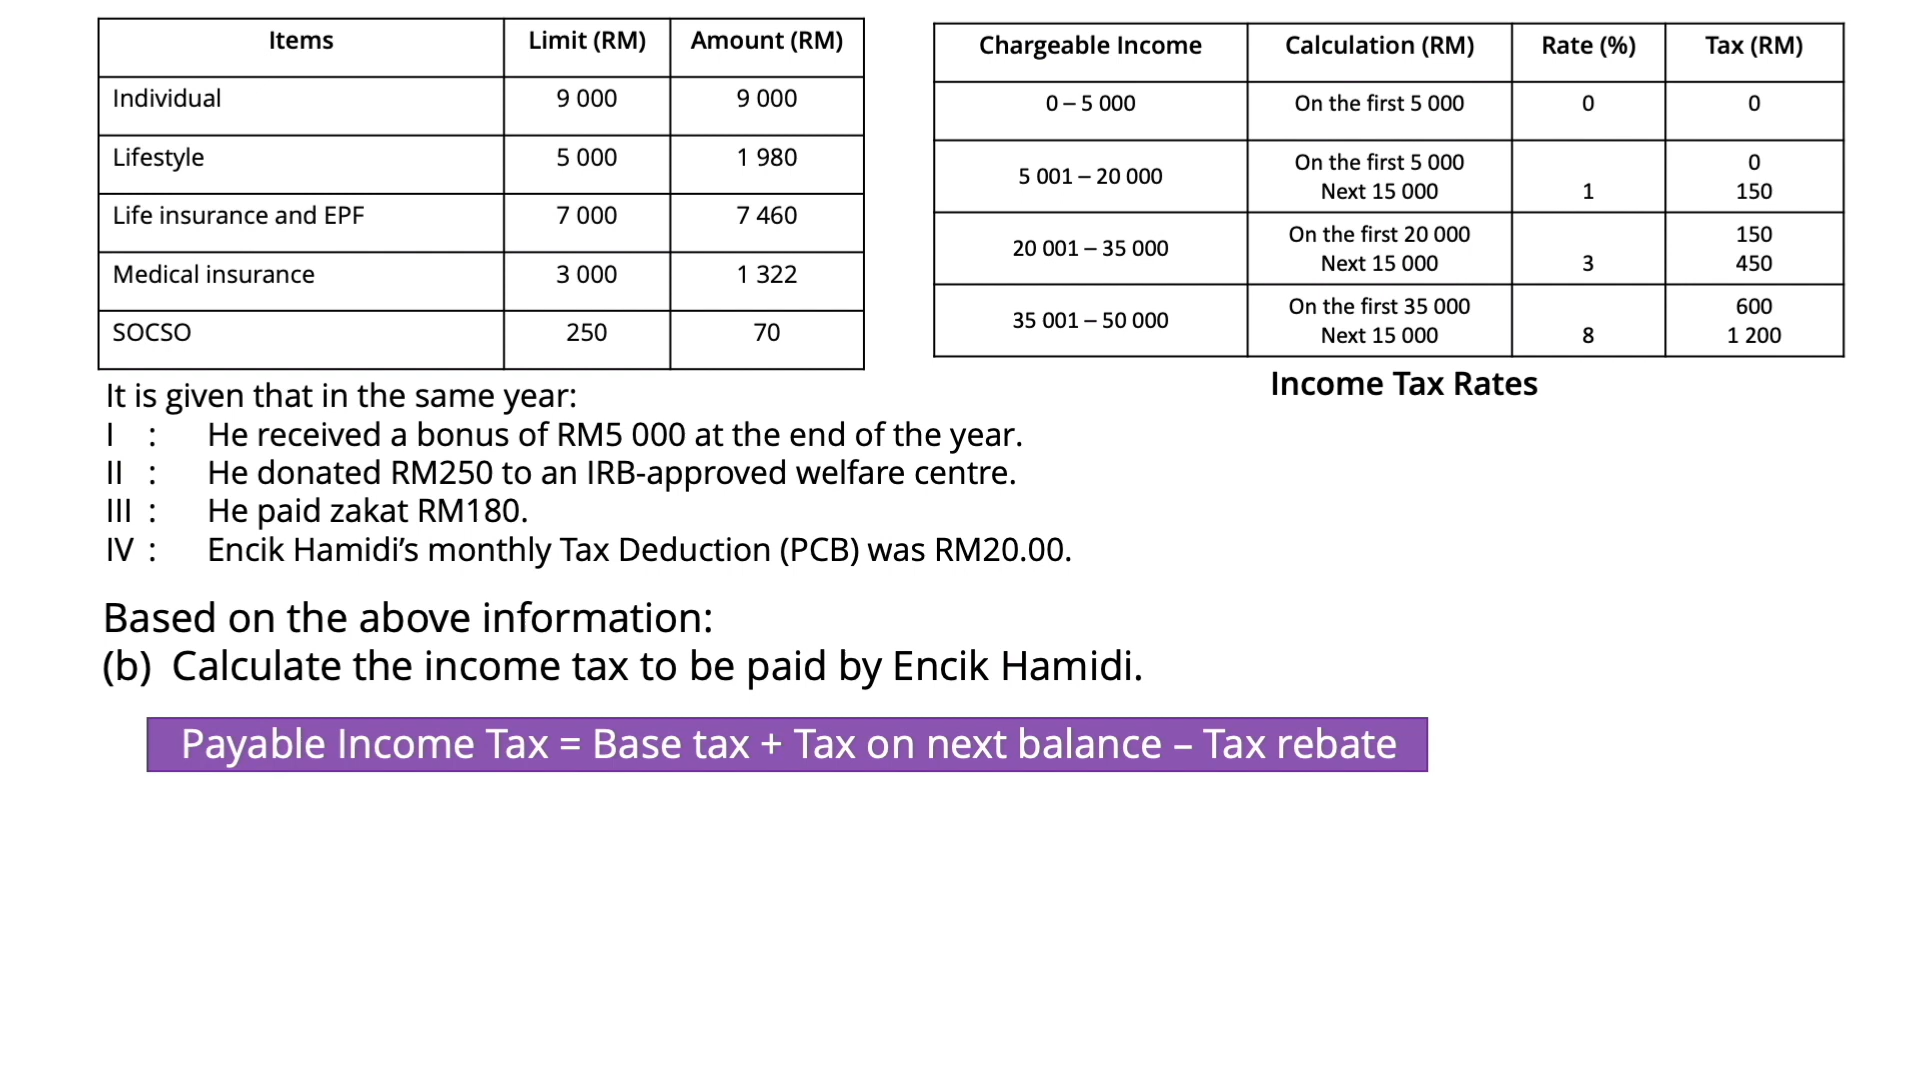 Items Limit (RM) Amount (RM)
Individual 9 000 9 000
Lifestyle 5 000 1 980
Life insurance and EPF 7 000 7 460
Medical insurance 3 000 1 322
SOCSO 250 70
Chargeable Income Calculation (RM) Rate (%) Tax (RM)
0 – 5 000 On the first 5 000 0 0
5 001 – 20 000 On the first 5 000 0
Next 15 000 1 150
20 001 – 35 000 On the first 20 000 150
Next 15 000 3 450
35 001 – 50 000 On the first 35 000 600
Next 15 000 8 1 200
Income Tax Rates
It is given that in the same year:
I : He received a bonus of RM5 000 at the end of the year.
II : He donated RM250 to an IRB-approved welfare centre.
III : He paid zakat RM180.
IV : Encik Hamidi’s monthly Tax Deduction (PCB) was RM20.00.
Based on the above information:
(b) Calculate the income tax to be paid by Encik Hamidi.
Payable Income Tax = Base tax + Tax on next balance – Tax rebate